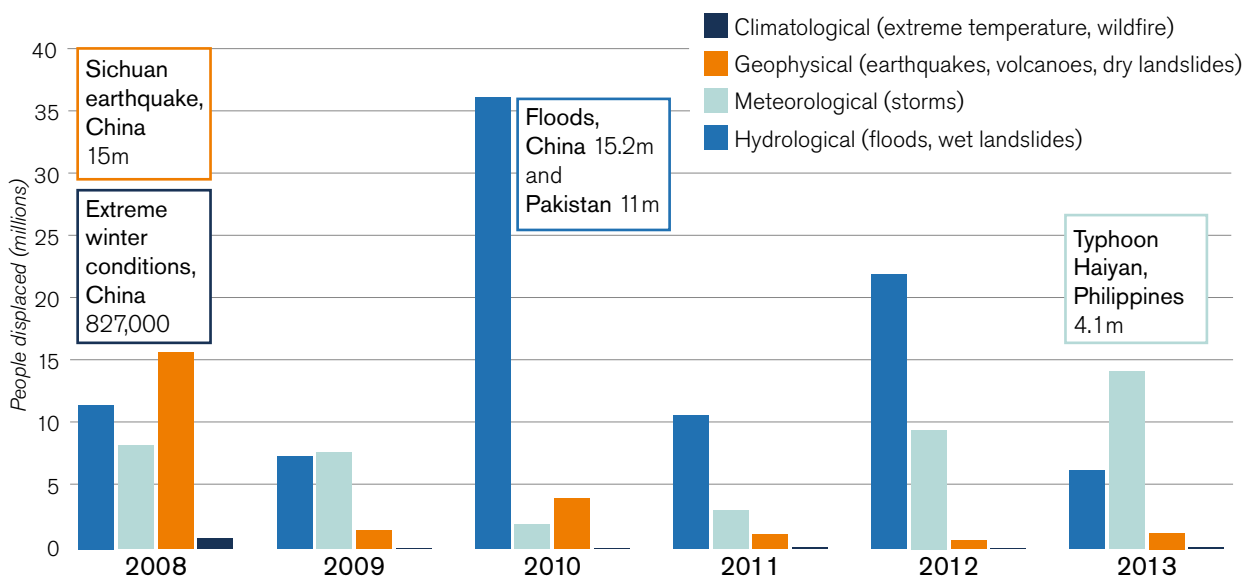 Climatological (extreme temperature, wildfire)
Geophysical (earthquakes, volcanoes, dry landslides)
Meteorological (storms)
Hydrological (floods, wet landslides)
People displaced (millions)
40
35
30
25
20
15
10
5
0
Sichuan
earthquake,
China
15m
Extreme
winter
conditions,
China
827,000
Floods,
China 15.2m
and
Pakistan 11m
Typhoon
Haiyan,
Philippines
4.1m
2008
2009
2010
2011
2012
2013